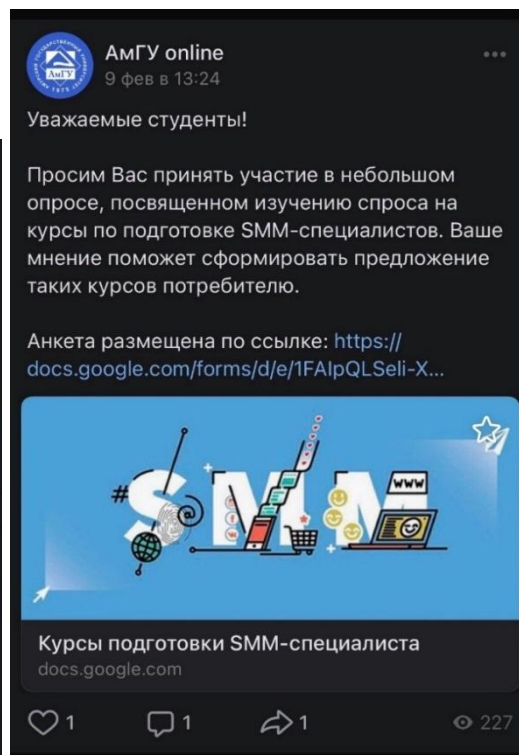 АмГУ online
9 фев в 13:24
Уважаемые студенты!
Просим Вас принять участие в небольшом
опросе, посвященном изучению спроса на
курсы по подготовке SMM-специалистов. Ваше
мнение поможет сформировать предложение
таких курсов потребителю.
Анкета размещена по ссылке: https://
docs.google.com/forms/d/e/1FAIpQLSeli-X...
#SMM
www
Курсы подготовки SMM-специалиста
docs.google.com
1 1 1 227